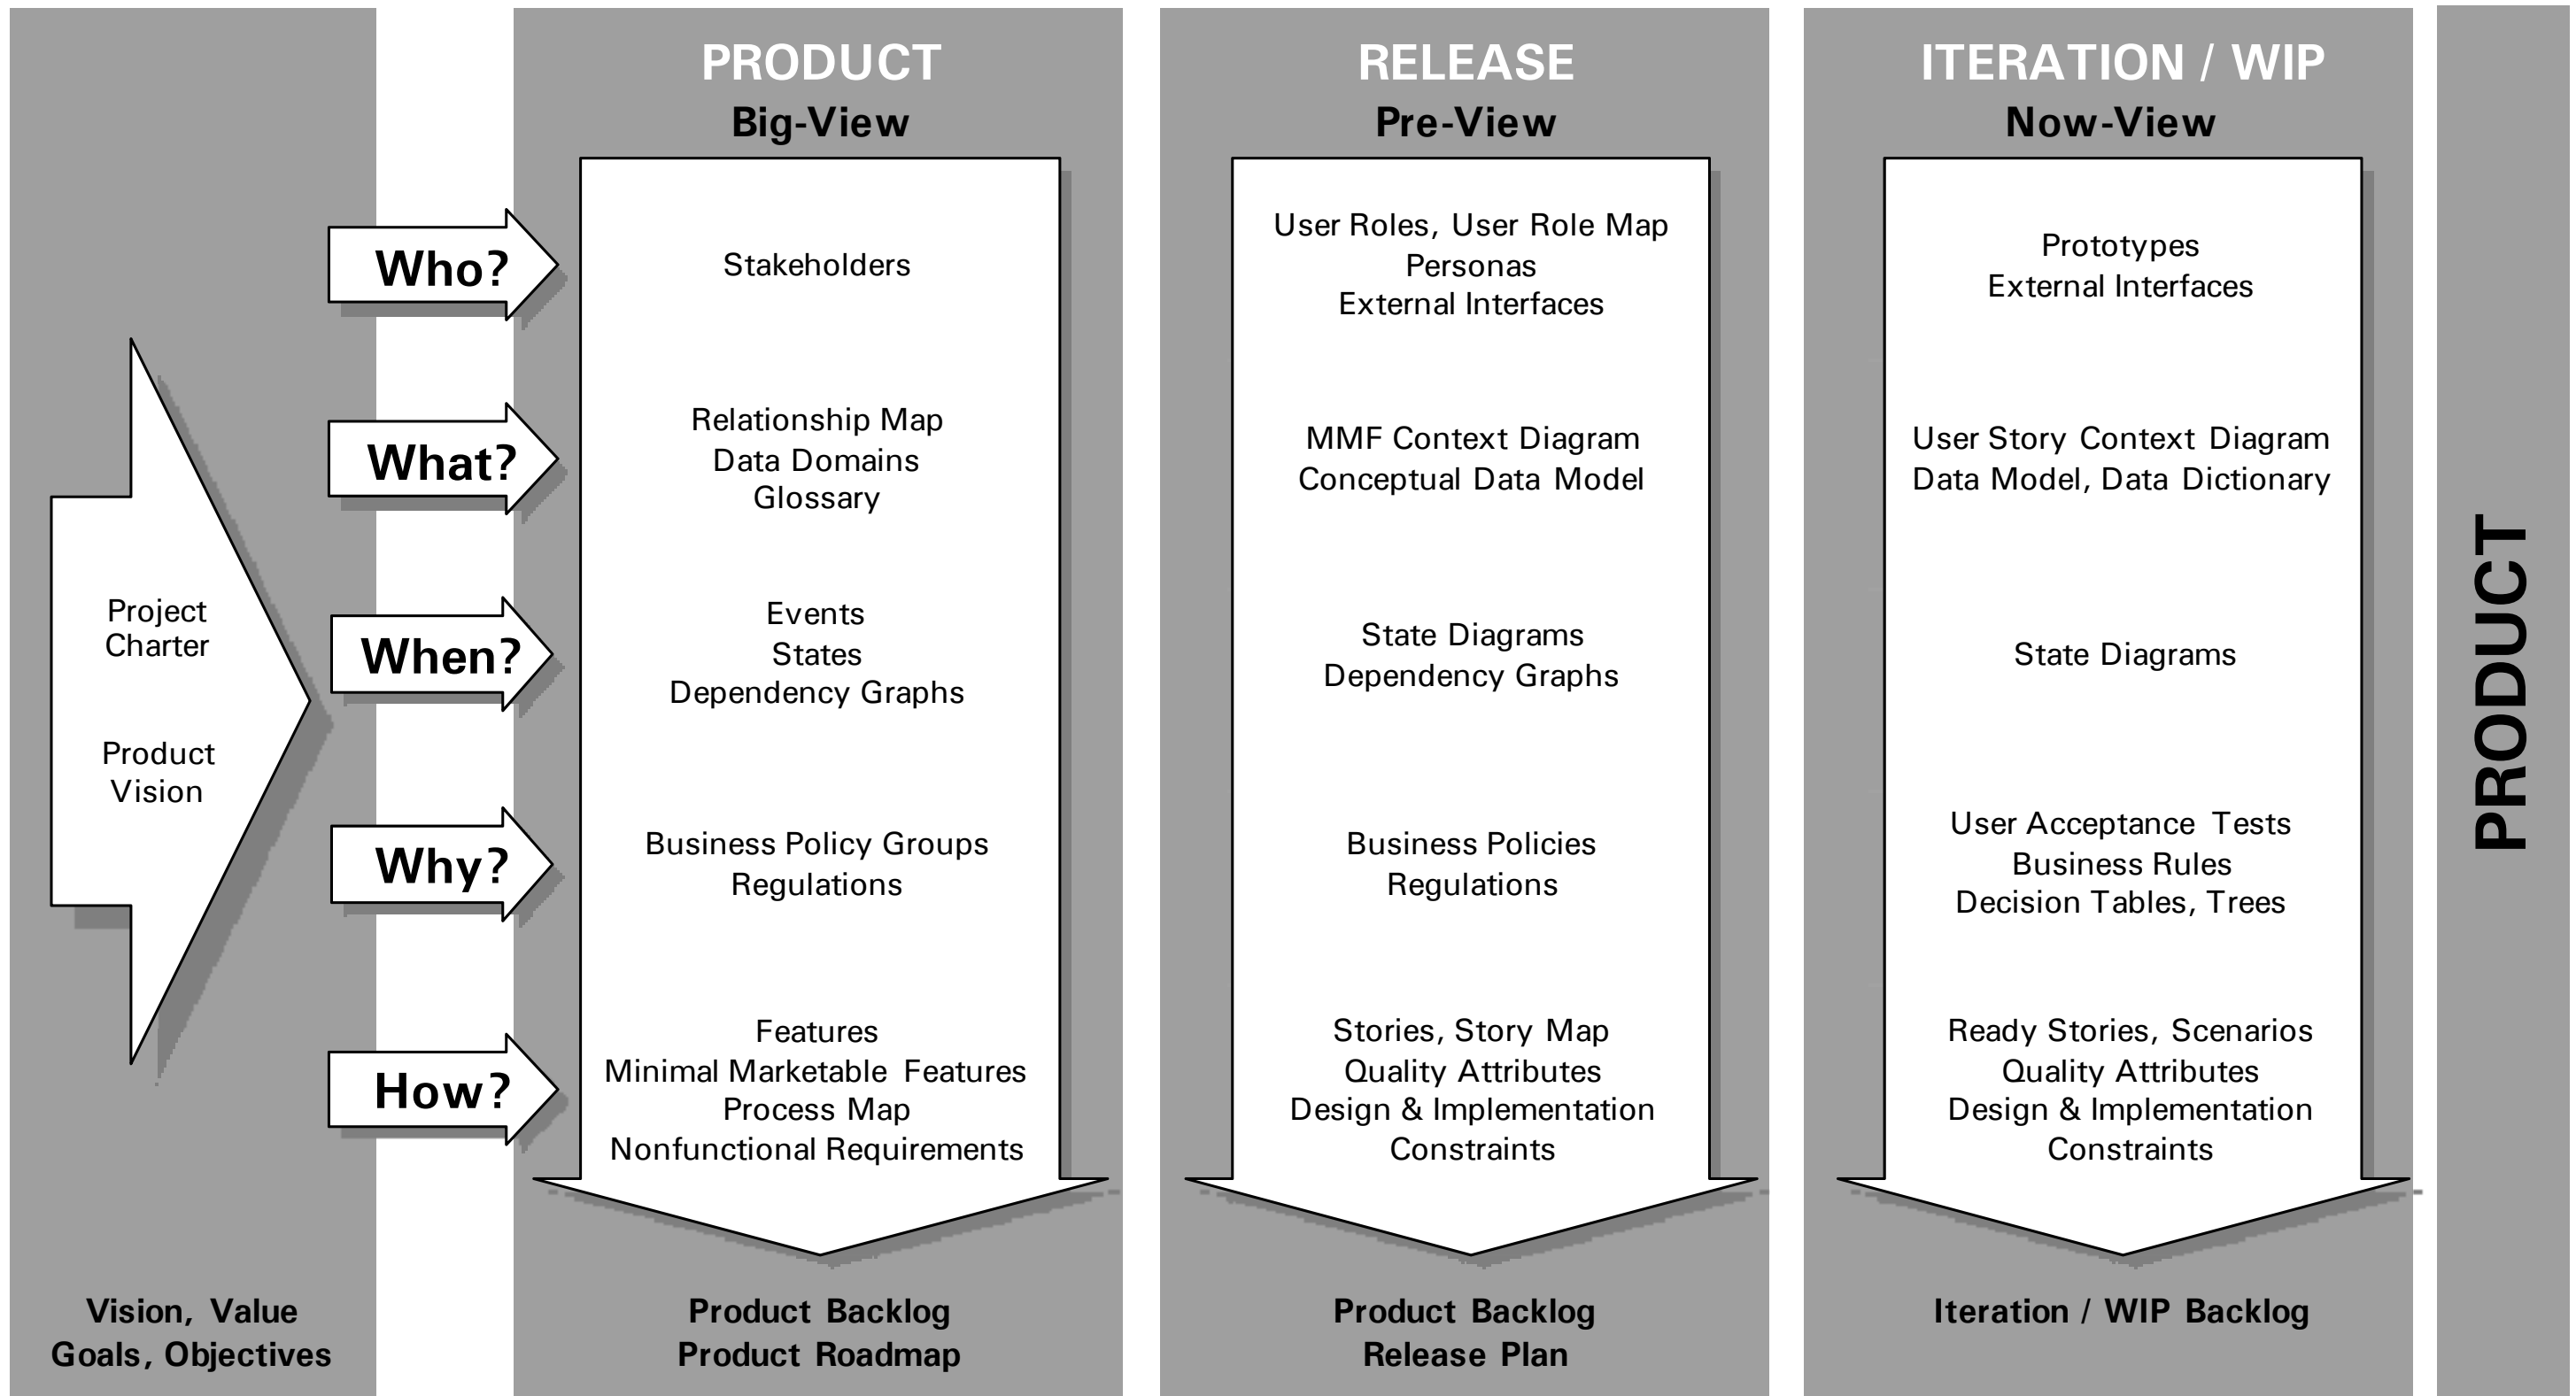 Project
Charter
Product
Vision
Vision, Value
Goals, Objectives
Who?
What?
When?
Why?
How?
PRODUCT
Big-View
Stakeholders
Relationship Map
Data Domains
Glossary
Events
States
Dependency Graphs
Business Policy Groups
Regulations
Features
Minimal Marketable Features
Process Map
Nonfunctional Requirements
Product Backlog
Product Roadmap
RELEASE
Pre-View
User Roles, User Role Map
Personas
External Interfaces
MMF Context Diagram
Conceptual Data Model
State Diagrams
Dependency Graphs
Business Policies
Regulations
Stories, Story Map
Quality Attributes
Design & Implementation
Constraints
Product Backlog
Release Plan
ITERATION / WIP
Now-View
Prototypes
External Interfaces
User Story Context Diagram
Data Model, Data Dictionary
State Diagrams
User Acceptance Tests
Business Rules
Decision Tables, Trees
Ready Stories, Scenarios
Quality Attributes
Design & Implementation
Constraints
Iteration / WIP Backlog
PRODUCT